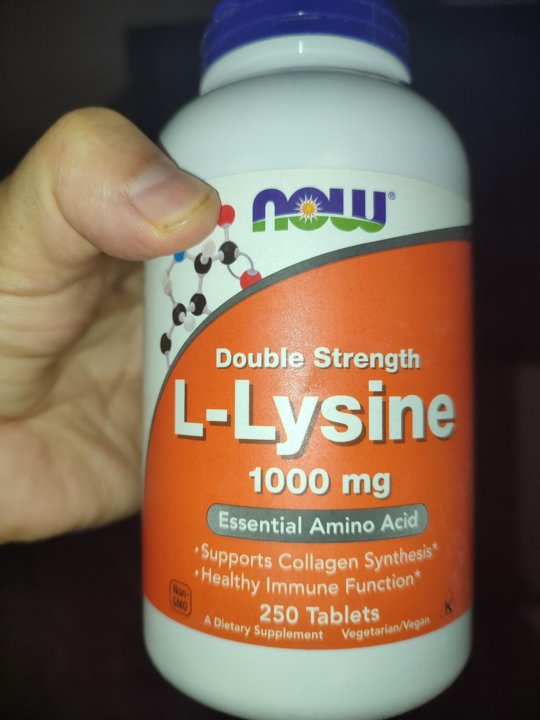 now®
Double Strength
L-Lysine
1000 mg
Essential Amino Acid
• Supports Collagen Synthesis*
• Healthy Immune Function*
250 Tablets
Non-
GMO
A Dietary Supplement Vegetarian/Vegan
K